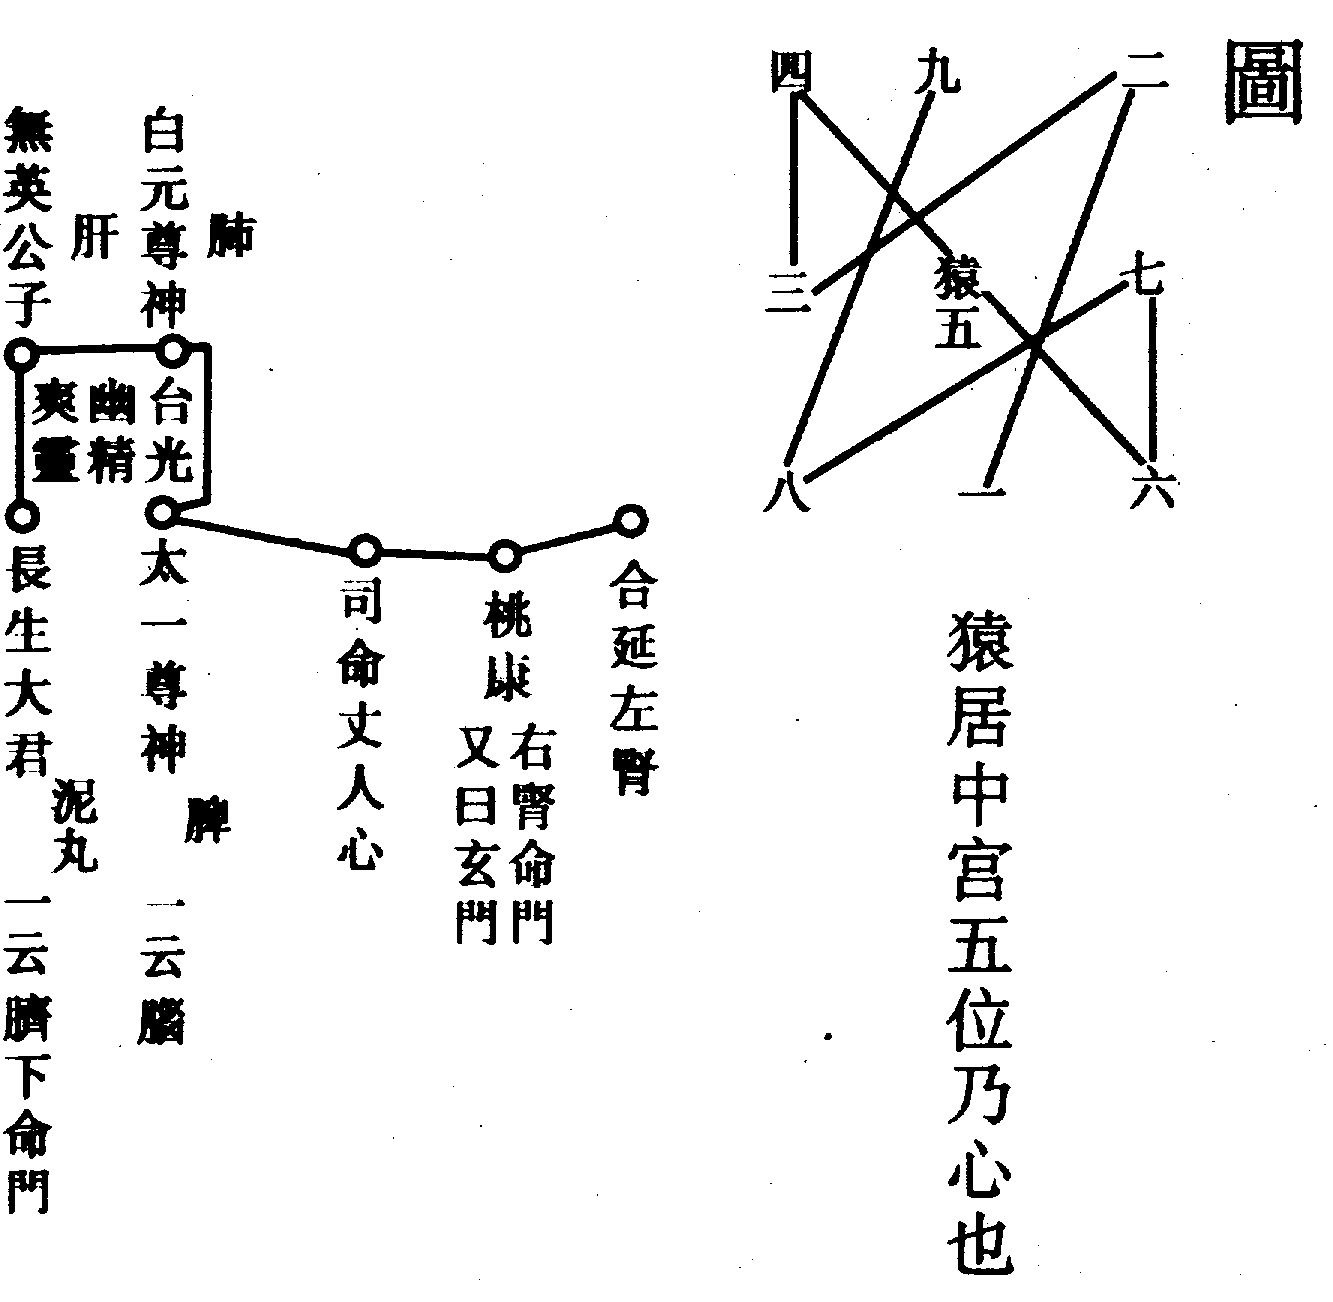 圖
四九二
三猿五七
八一六
猿居中宮五位乃心也
合延左腎
桃康
右腎命門
又曰玄門
司命丈人心
肺
白元尊神
台光
幽精
爽靈
太一尊神
脾
一云腦
肝
無英公子
長生大君
泥丸
一云臍下命門